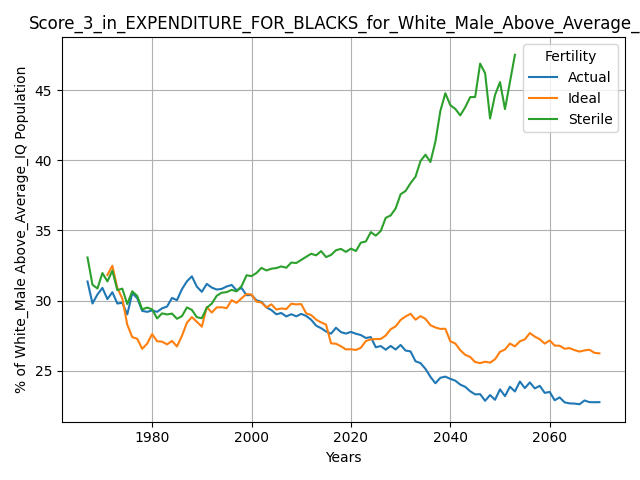 Score_3_in_EXPENDITURE_FOR_BLACKS_for_White_Male_Above_Average_
Fertility
Actual
Ideal
Sterile
% of White_Male Above_Average_IQ Population
45
40
35
30
25
1980
2000
2020
2040
2060
Years